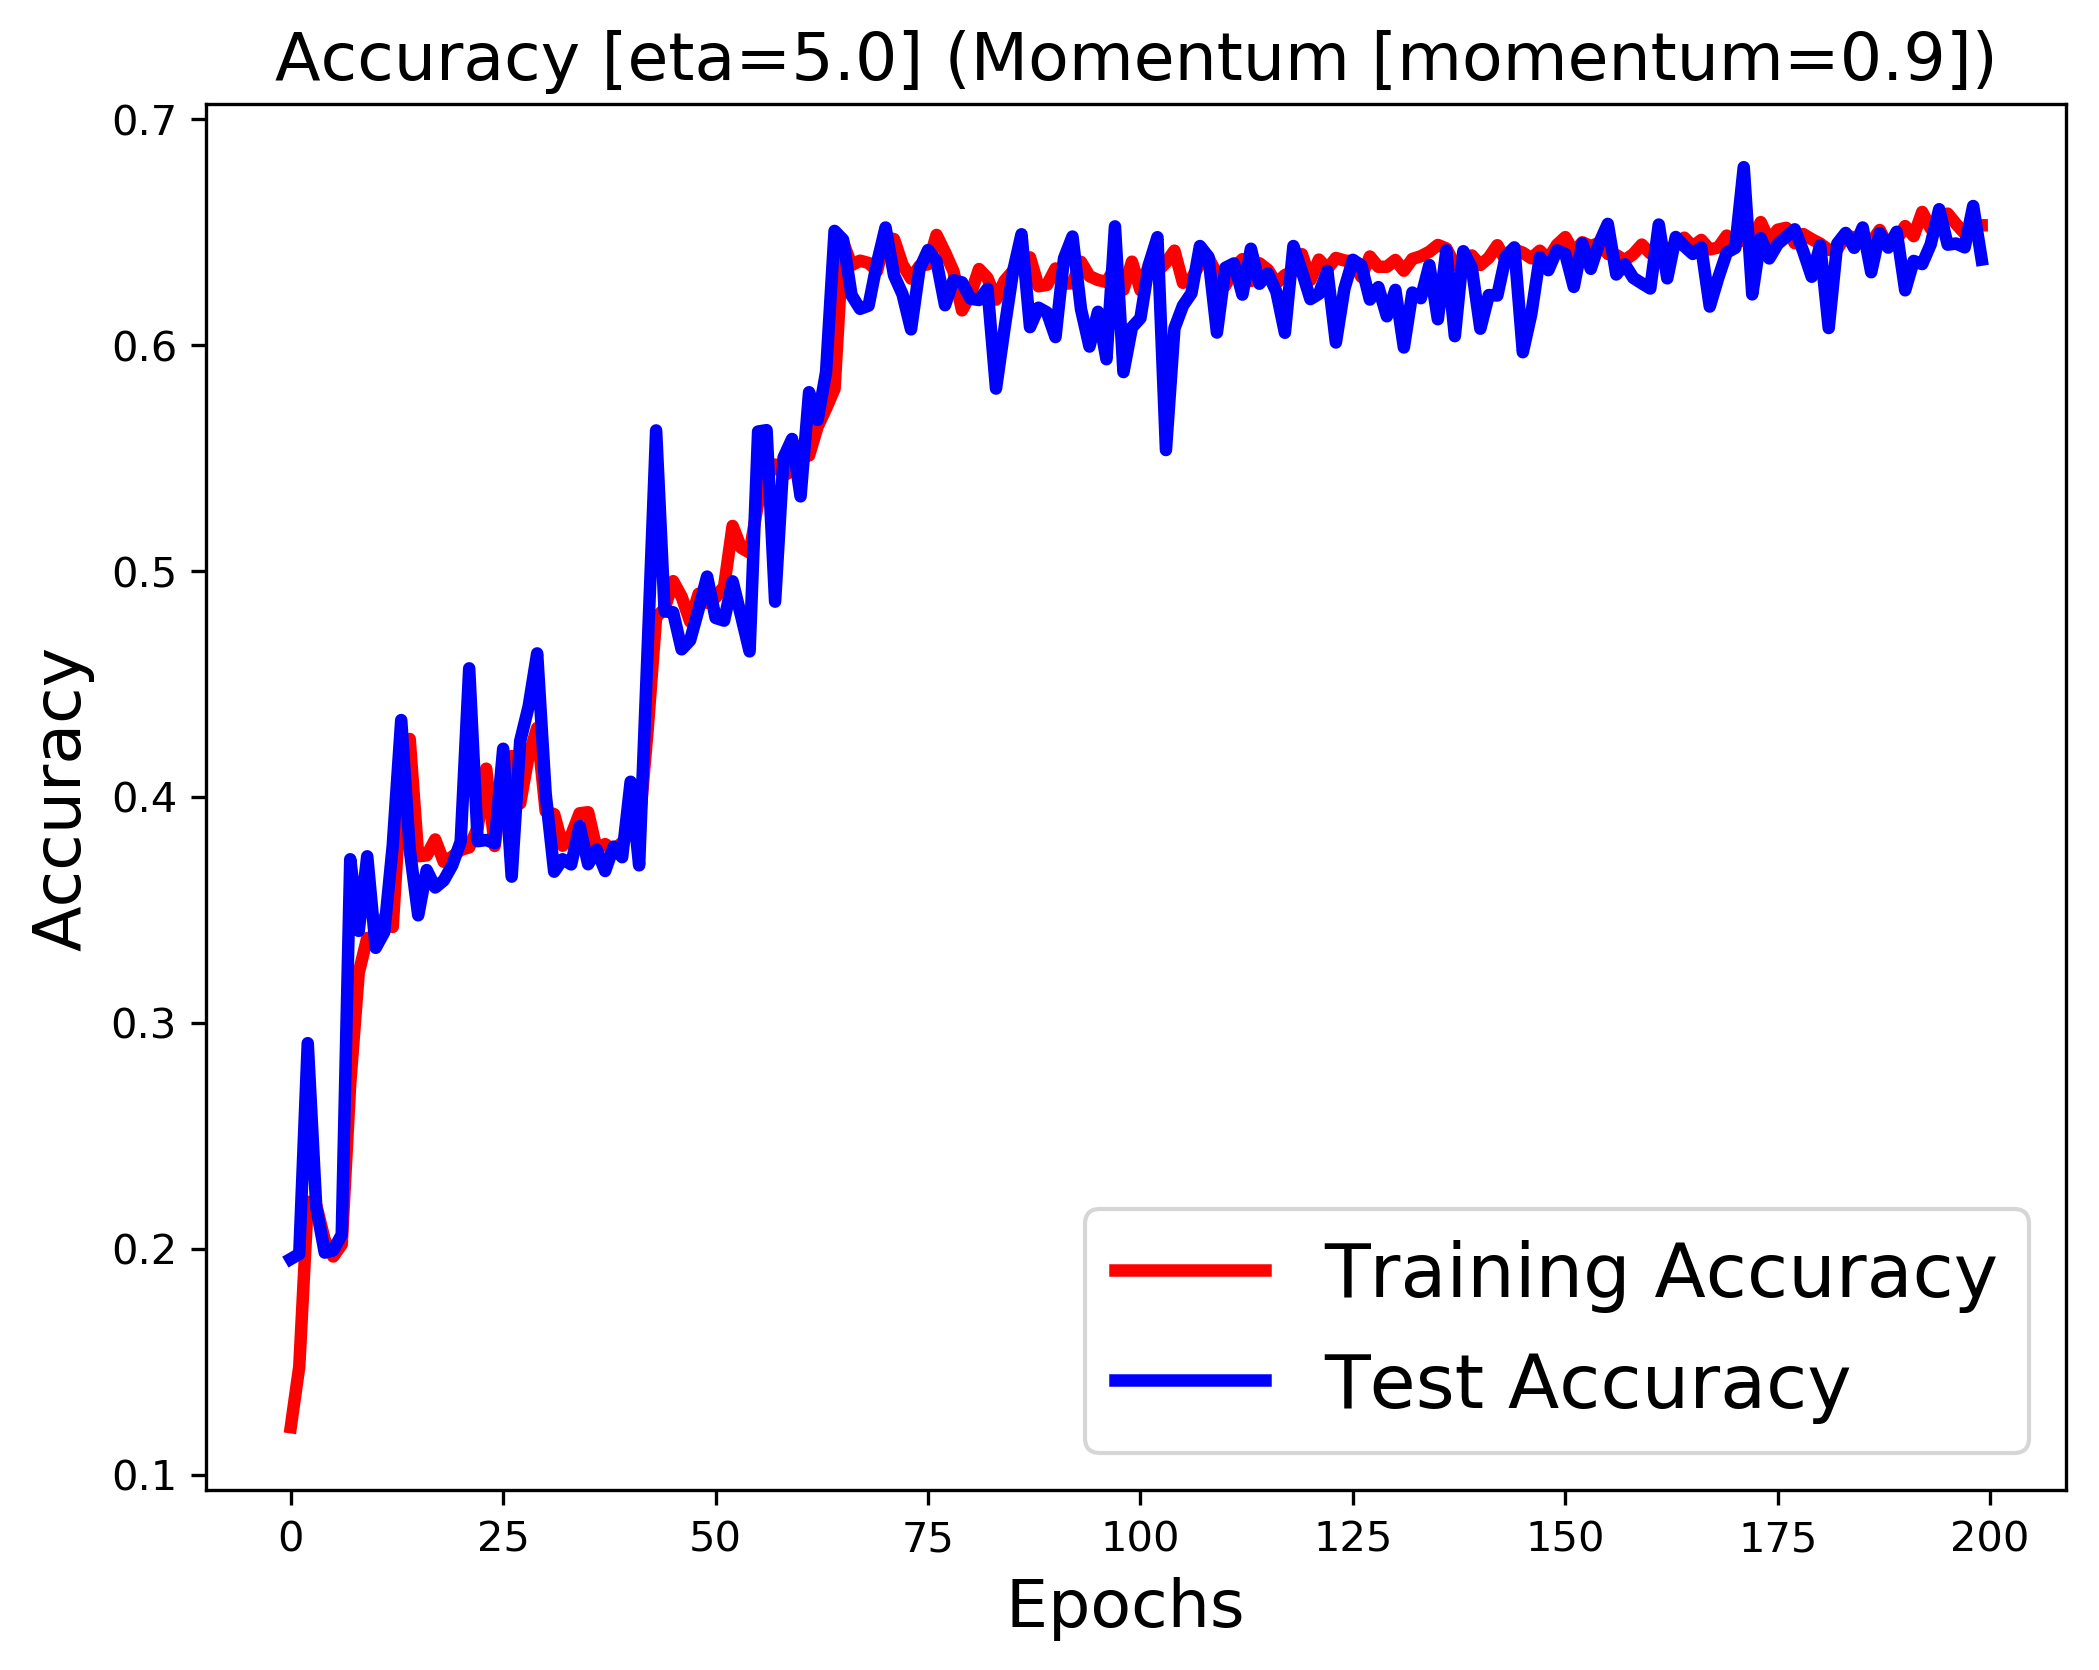 Accuracy [eta=5.0] (Momentum [momentum=0.9])
0.7
0.6
0.5
0.4
0.3
0.2
0.1
Accuracy
Training Accuracy
Test Accuracy
0 25 50 75 100 125 150 175 200
Epochs